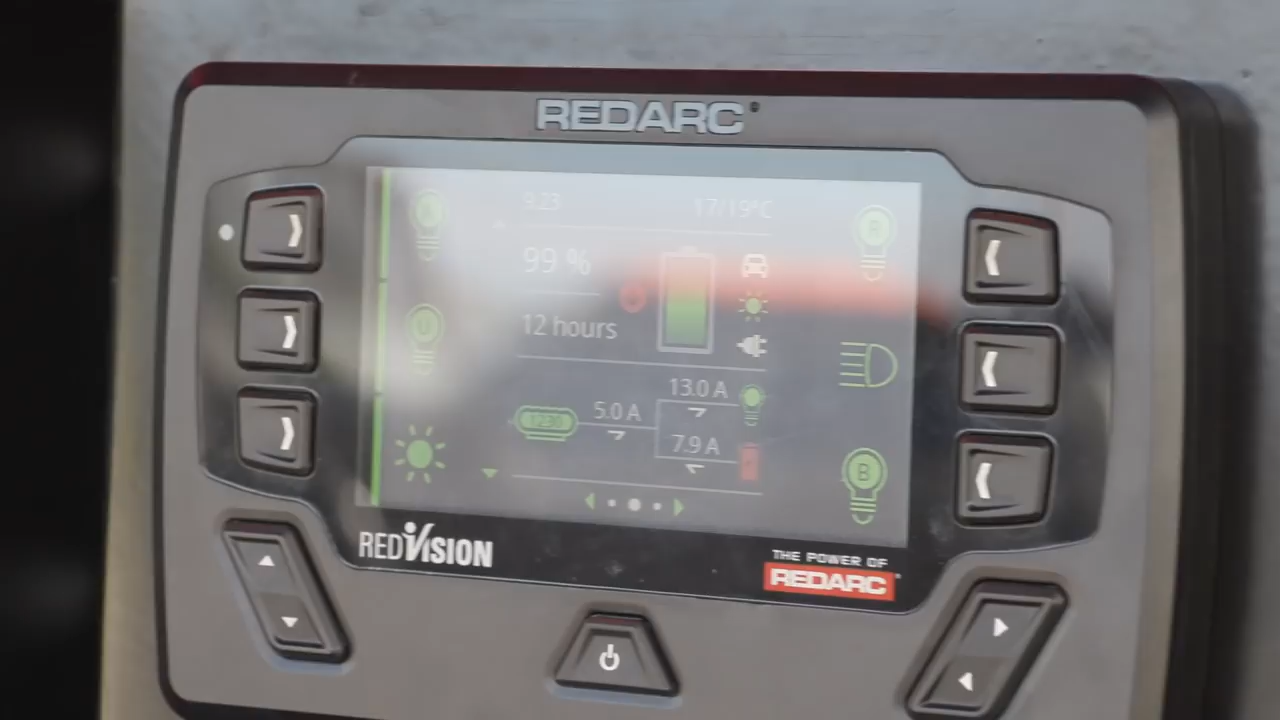 REDARC
9:23
17/19°C
99 %
12 hours
13.0 A
5.0 A
7.9 A
1230
U
R
B
REDVISION
THE POWER OF
REDARC